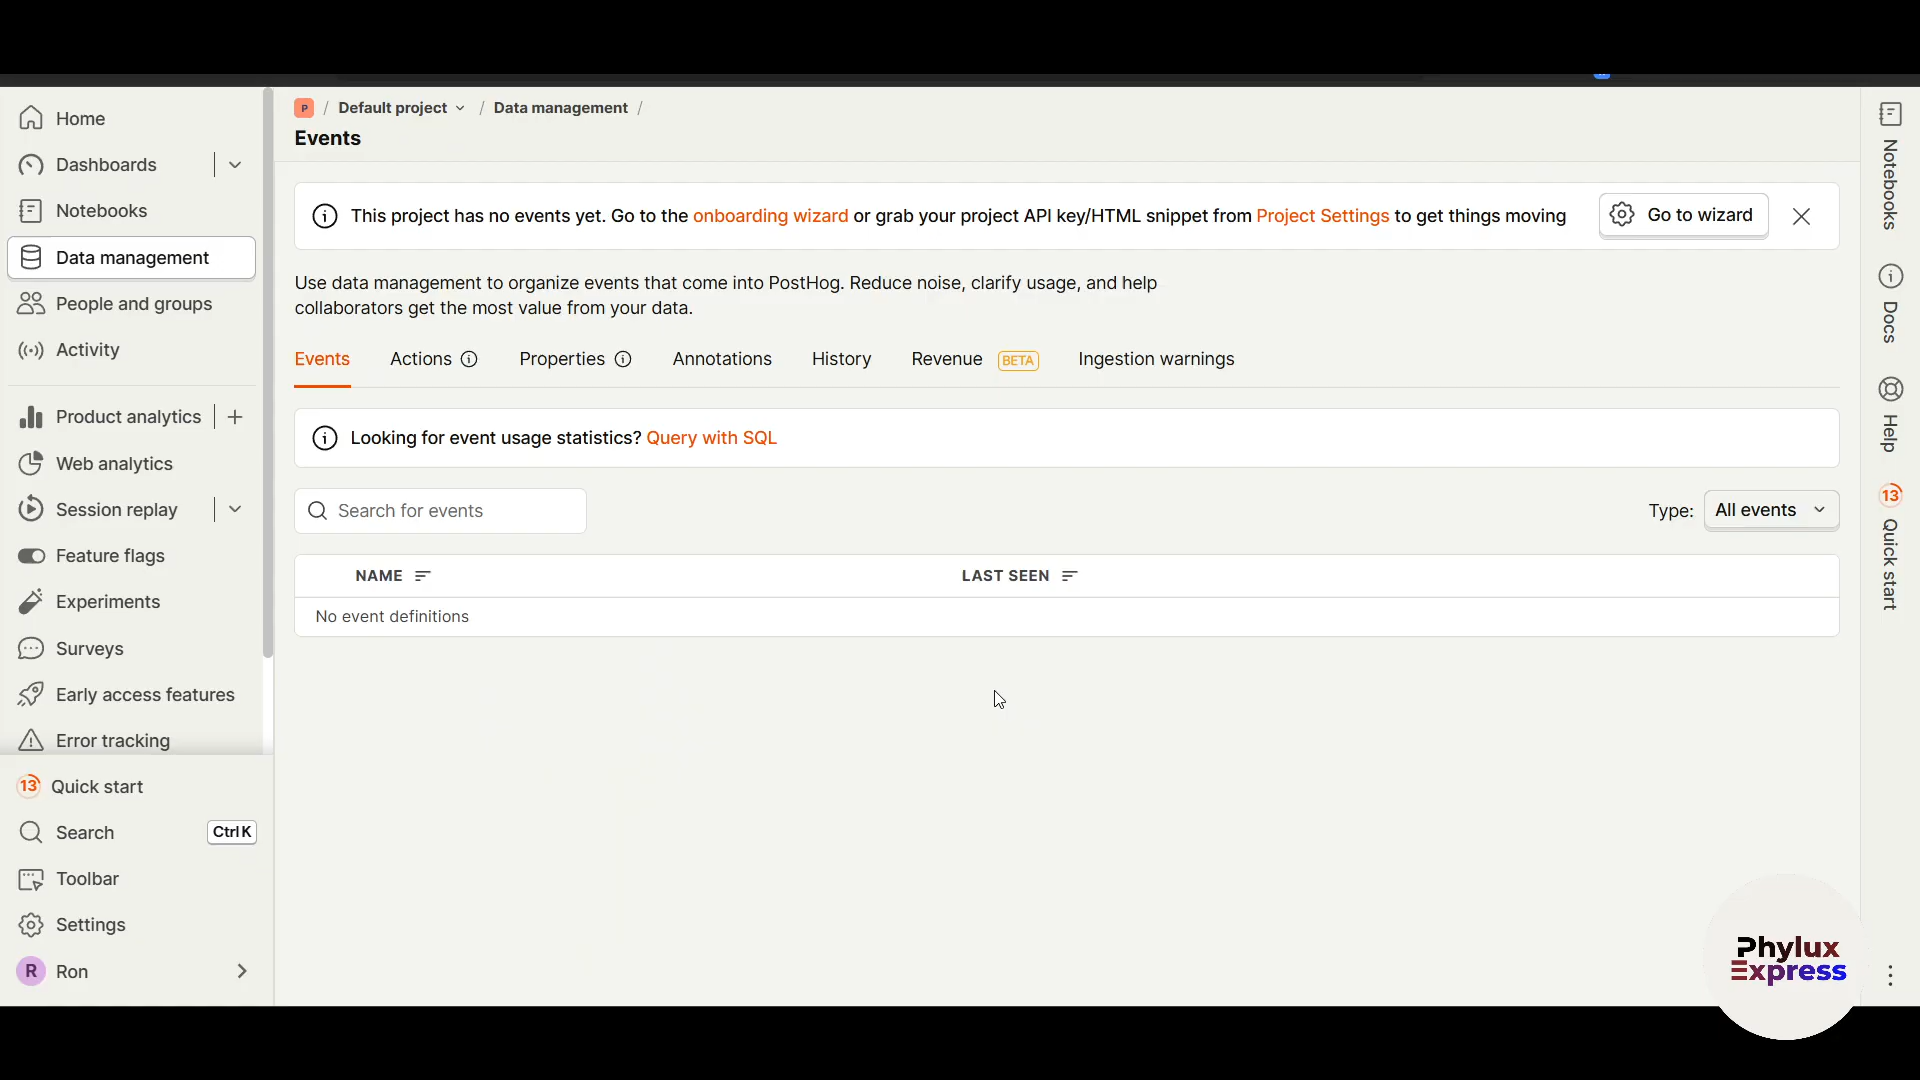 Home
Dashboards
Notebooks
Data management
People and groups
Activity
Product analytics
Web analytics
Session replay
Feature flags
Experiments
Surveys
Early access features
Error tracking
13 Quick start
Search Ctrl K
Toolbar
Settings
R Ron
P / Default project / Data management /
Events
This project has no events yet. Go to the onboarding wizard or grab your project API key/HTML snippet from Project Settings to get things moving
Go to wizard
Use data management to organize events that come into PostHog. Reduce noise, clarify usage, and help
collaborators get the most value from your data.
Events Actions Properties Annotations History Revenue BETA Ingestion warnings
Looking for event usage statistics? Query with SQL
Search for events
Type: All events
NAME LAST SEEN
No event definitions
Notebooks
Docs
Help
13 Quick start
Phylux
Express